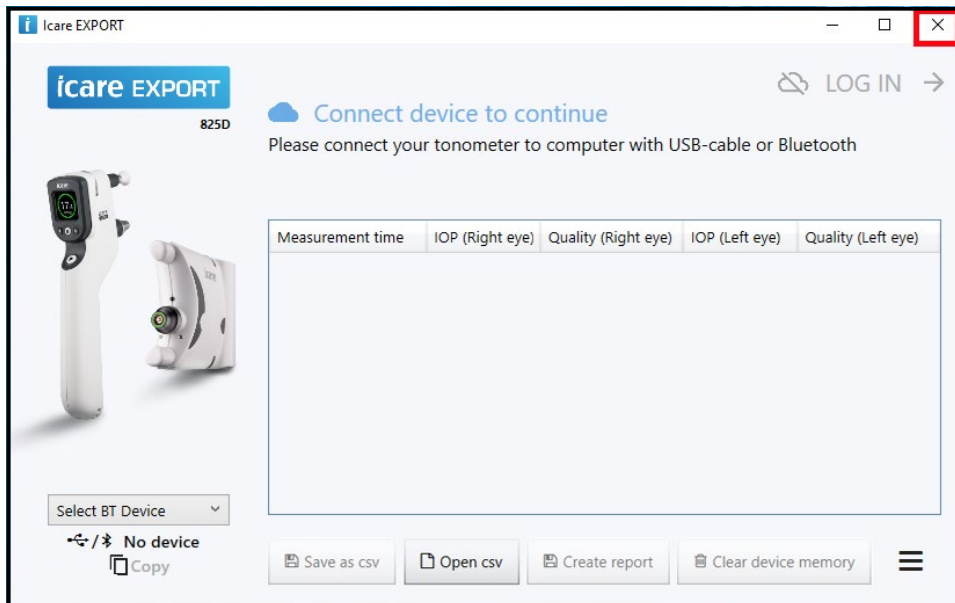 Icare EXPORT
icare EXPORT
825D
LOG IN
Connect device to continue
Please connect your tonometer to computer with USB-cable or Bluetooth
Measurement time IOP (Right eye) Quality (Right eye) IOP (Left eye) Quality (Left eye)
Select BT Device
/ No device
Copy
Save as csv Open csv Create report Clear device memory